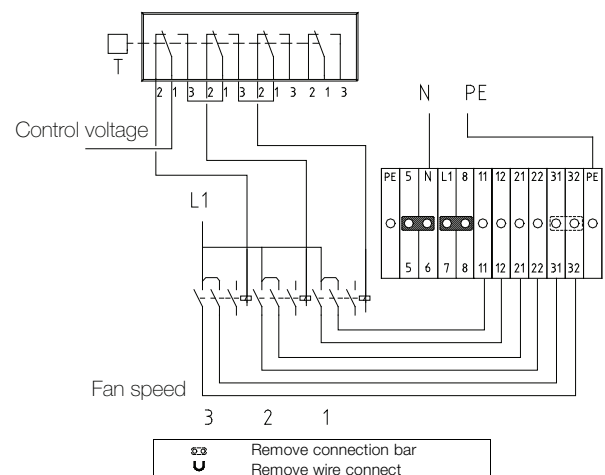 T
2 1 3 2 1 3 2 1 3 2 1 3
Control voltage
N PE
PE 5 N L1 8 11 12 21 22 31 32 PE
5 6 7 8 11 12 21 22 31 32
L1
Fan speed
3 2 1
Remove connection bar
Remove wire connect